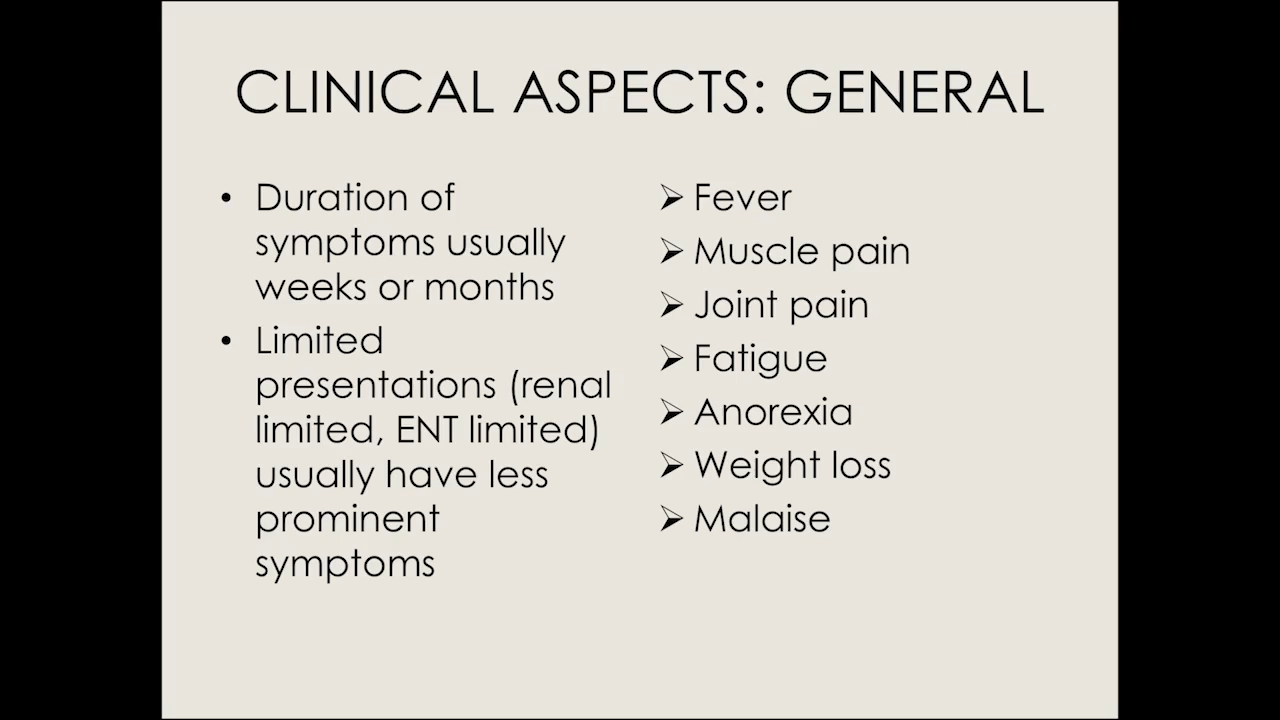 CLINICAL ASPECTS: GENERAL
• Duration of
symptoms usually
weeks or months
• Limited
presentations (renal
limited, ENT limited)
usually have less
prominent
symptoms
➢ Fever
➢ Muscle pain
➢ Joint pain
➢ Fatigue
➢ Anorexia
➢ Weight loss
➢ Malaise